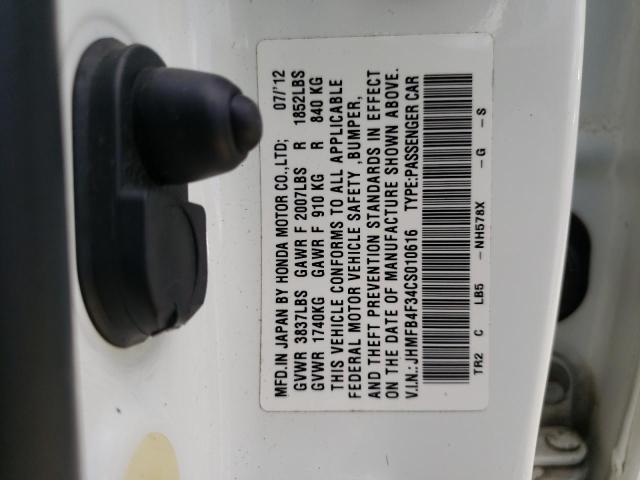 MFD.IN JAPAN BY HONDA MOTOR CO.,LTD; 07/'12
GVWR 3837LBS GAWR F 2007LBS R 1852LBS
GVWR 1740KG GAWR F 910 KG R 840 KG
THIS VEHICLE CONFORMS TO ALL APPLICABLE
FEDERAL MOTOR VEHICLE SAFETY ,BUMPER,
AND THEFT PREVENTION STANDARDS IN EFFECT
ON THE DATE OF MANUFACTURE SHOWN ABOVE.
V.I.N.:JHMFB4F34CS010616 TYPE:PASSENGER CAR
TR2 C LB5 -NH578X -G -S